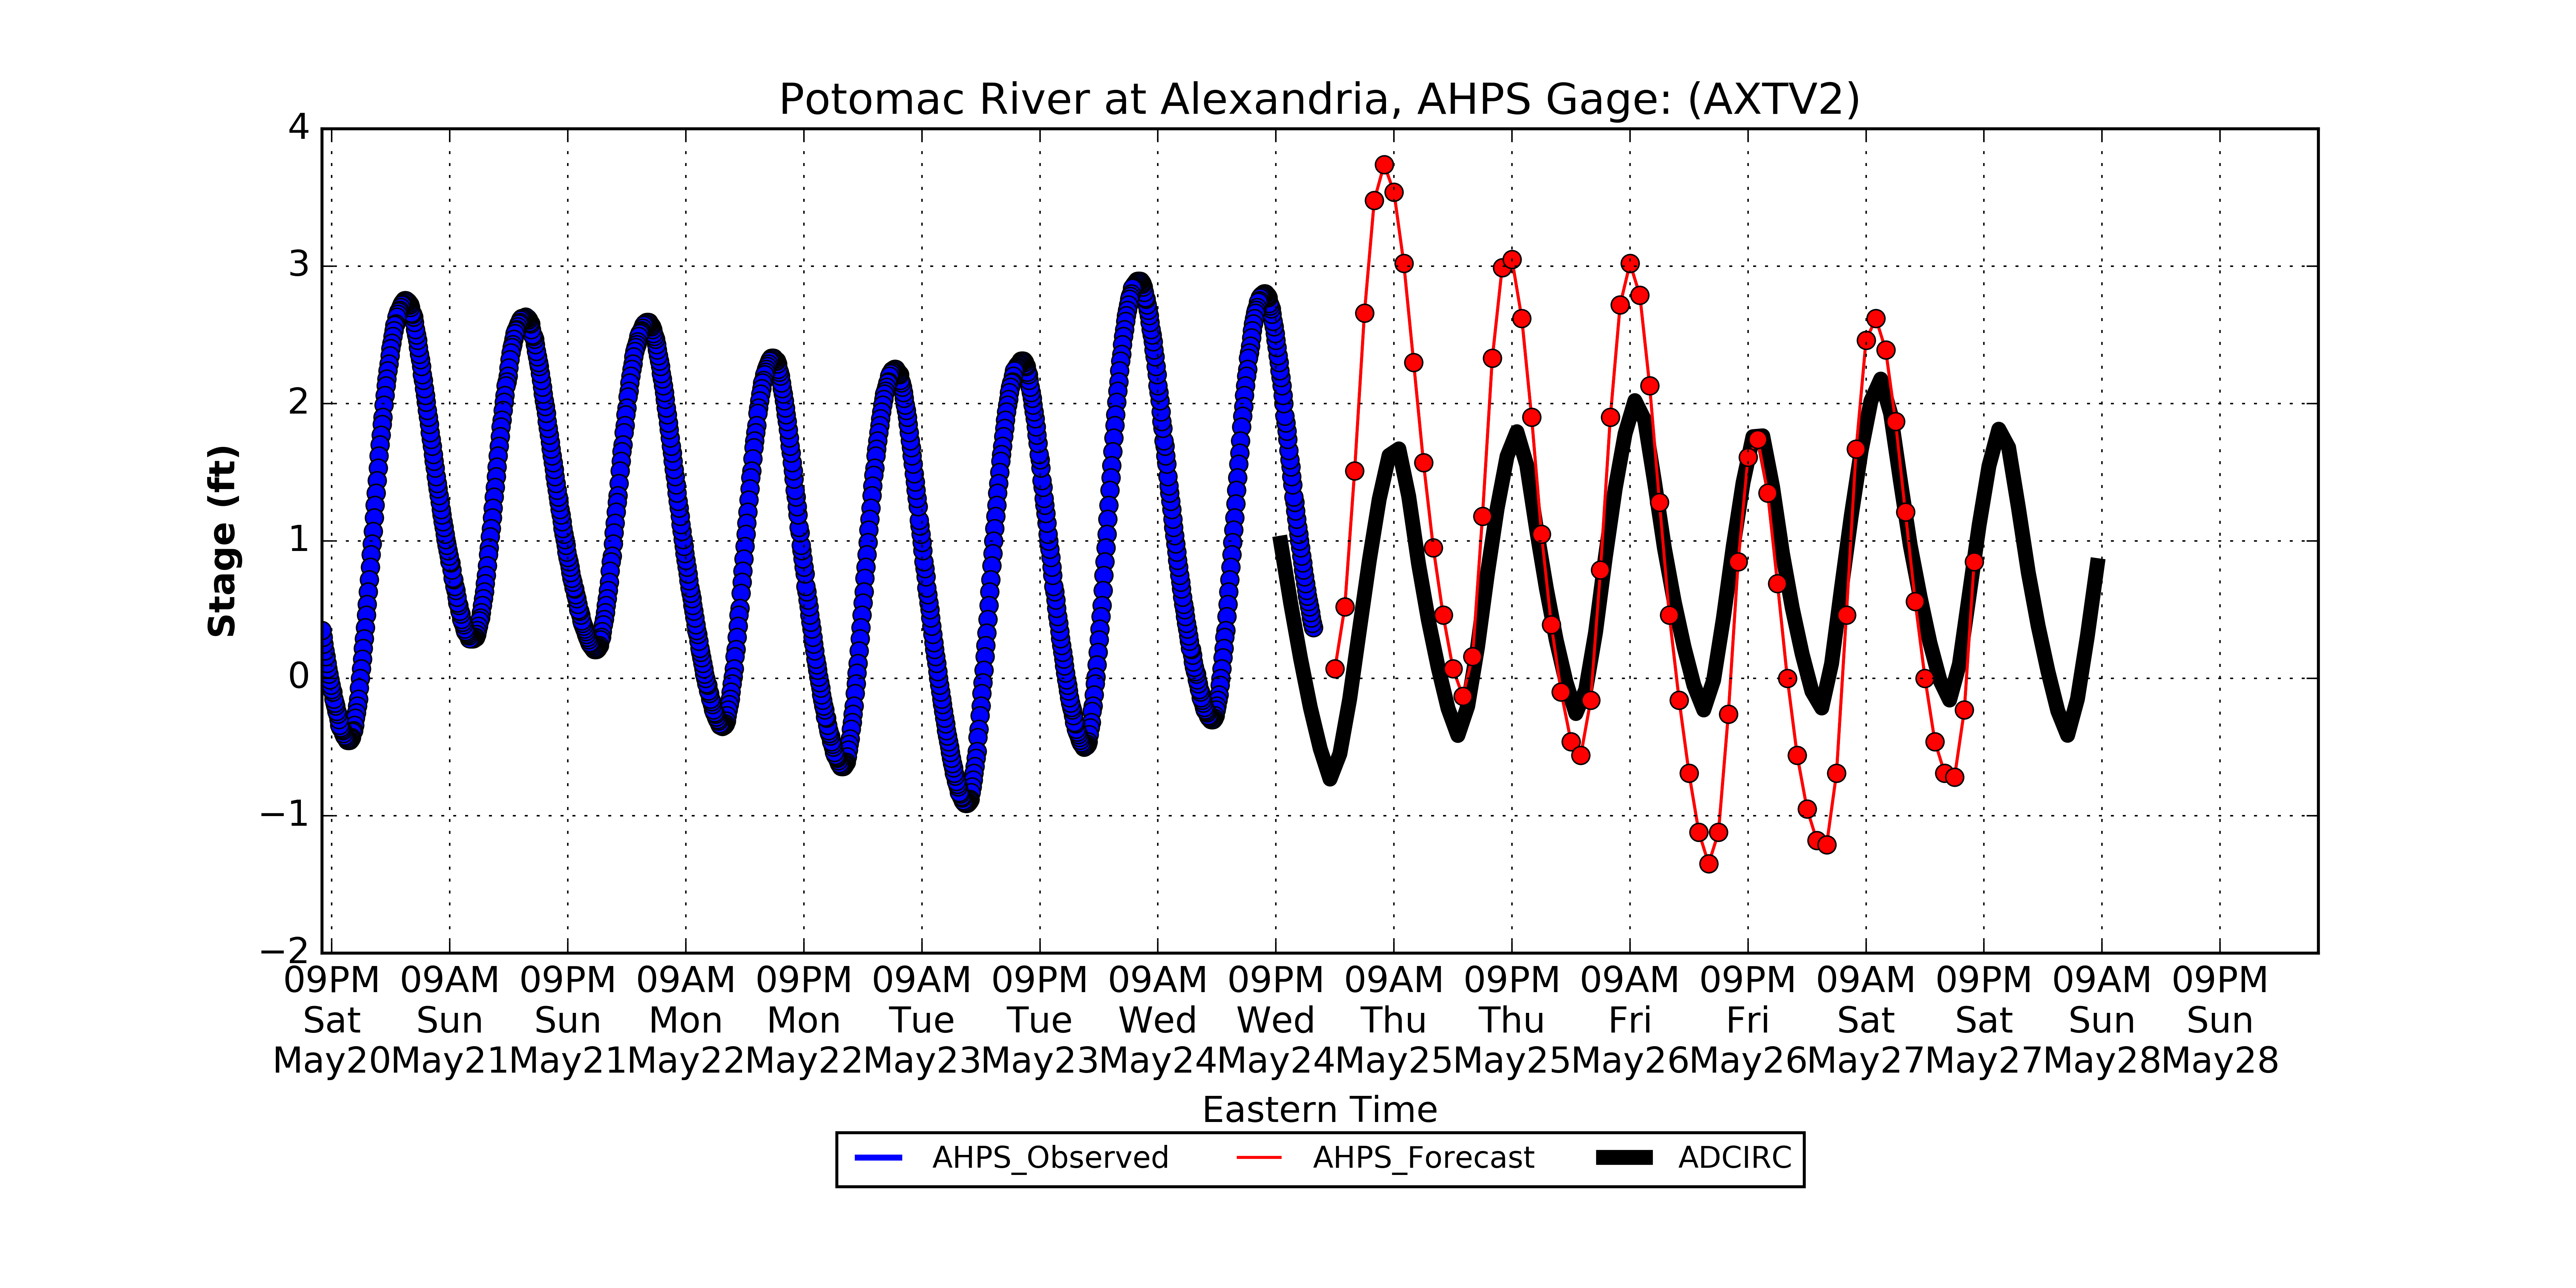 Potomac River at Alexandria, AHPS Gage: (AXTV2)
4
3
2
1
0
−1
−2
Stage (ft)
09PM 09AM 09PM 09AM 09PM 09AM 09PM 09AM 09PM 09AM 09PM 09AM 09PM 09AM 09PM 09AM 09PM
Sat Sun Sun Mon Mon Tue Tue Wed Wed Thu Thu Fri Fri Sat Sat Sun Sun
May20 May21 May21 May22 May22 May23 May23 May24 May24 May25 May25 May26 May26 May27 May27 May28 May28
Eastern Time
AHPS_Observed AHPS_Forecast ADCIRC